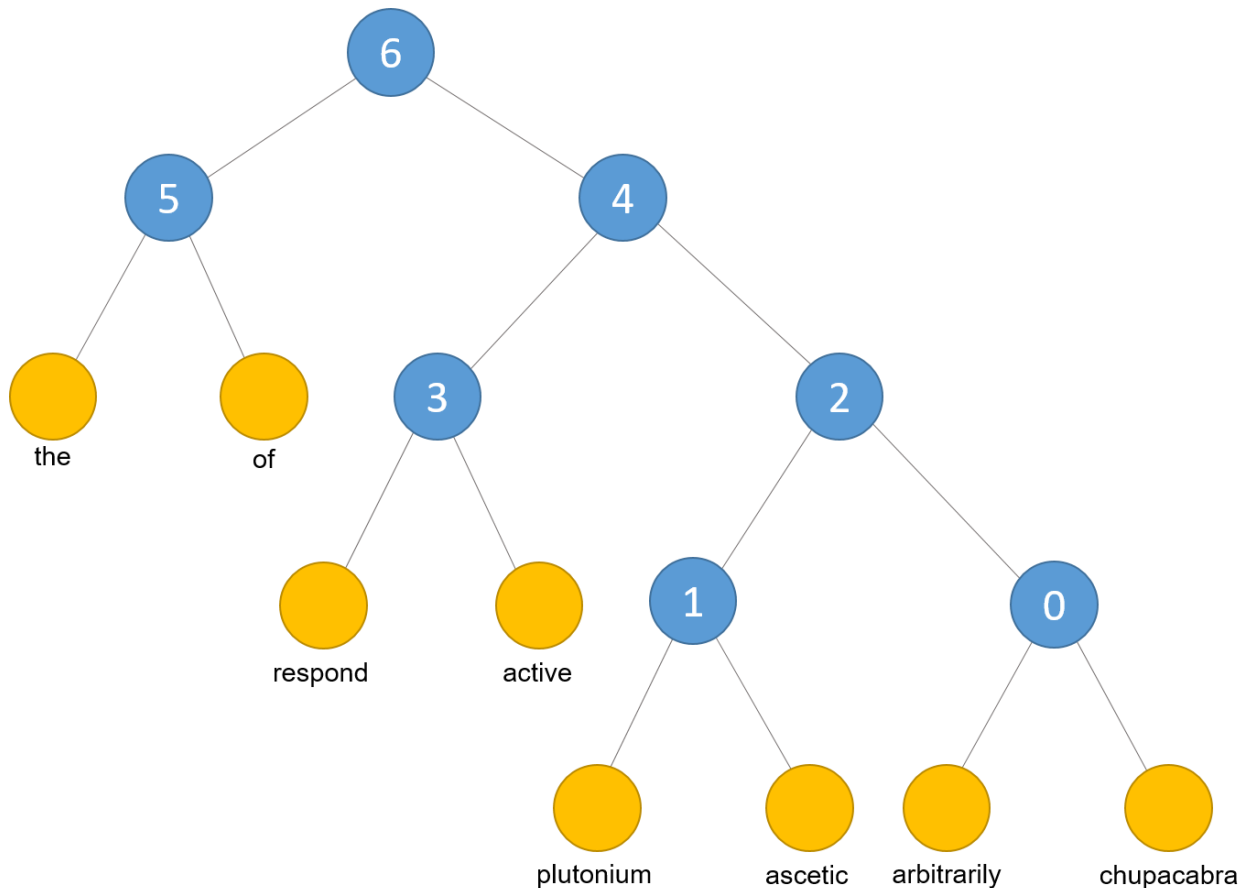 6
5
4
3
2
the
of
1
0
respond
active
plutonium
ascetic
arbitrarily
chupacabra